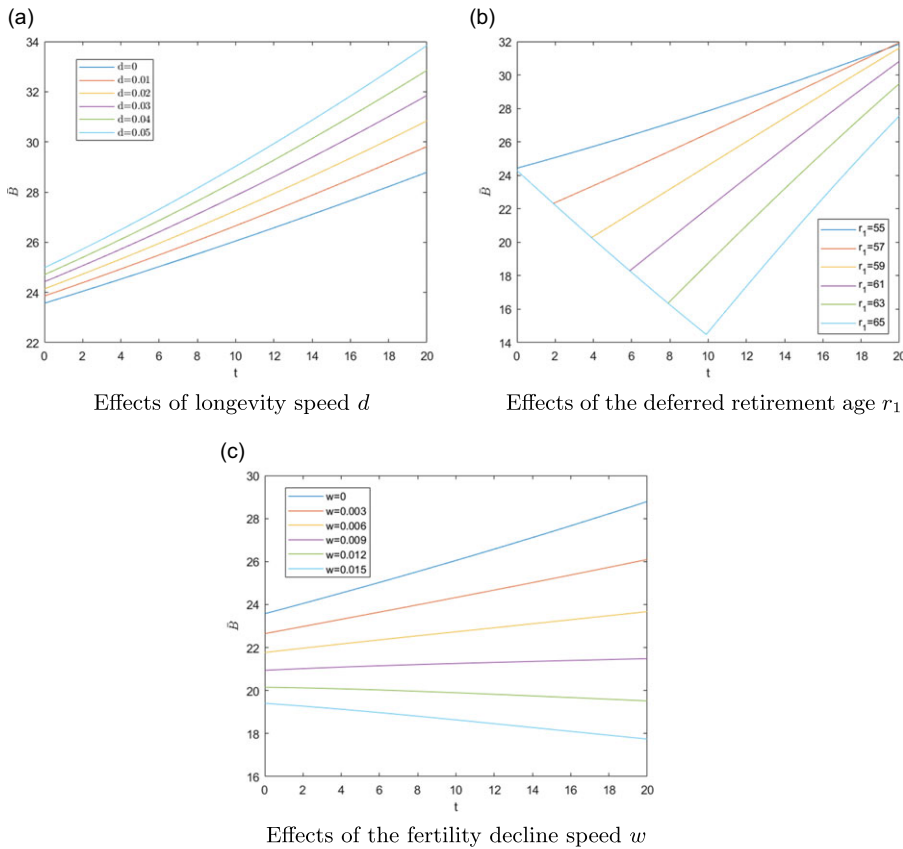 (a)
34
32
30
28
26
24
22
B̄
d=0
d=0.01
d=0.02
d=0.03
d=0.04
d=0.05
0 2 4 6 8 10 12 14 16 18 20
t
Effects of longevity speed d
(b)
32
30
28
26
24
22
20
18
16
14
B̄
r₁=55
r₁=57
r₁=59
r₁=61
r₁=63
r₁=65
0 2 4 6 8 10 12 14 16 18 20
t
Effects of the deferred retirement age r₁
(c)
30
28
26
24
22
20
18
16
B̄
w=0
w=0.003
w=0.006
w=0.009
w=0.012
w=0.015
0 2 4 6 8 10 12 14 16 18 20
t
Effects of the fertility decline speed w